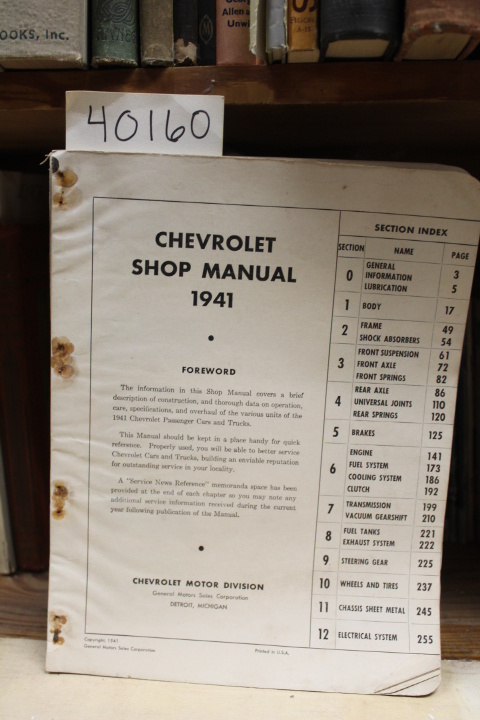 OOKS, Inc.
Allen a
Unwi
40160
CHEVROLET
SHOP MANUAL
1941
FOREWORD
The information in this Shop Manual covers a brief
description of construction, and thorough data on operation,
care, specifications, and overhaul of the various units of the
1941 Chevrolet Passenger Cars and Trucks.
This Manual should be kept in a place handy for quick
reference. Properly used, you will be able to better service
Chevrolet Cars and Trucks, building an enviable reputation
for outstanding service in your locality.
A "Service News Reference" memoranda space has been
provided at the end of each chapter so you may note any
additional service information received during the current
year following publication of the Manual.
CHEVROLET MOTOR DIVISION
General Motors Sales Corporation
DETROIT, MICHIGAN
SECTION INDEX
SECTION NAME PAGE
0 GENERAL
INFORMATION 3
LUBRICATION 5
1 BODY 17
2 FRAME 49
SHOCK ABSORBERS 54
3 FRONT SUSPENSION 61
FRONT AXLE 72
FRONT SPRINGS 82
4 REAR AXLE 86
UNIVERSAL JOINTS 110
REAR SPRINGS 120
5 BRAKES 125
6 ENGINE 141
FUEL SYSTEM 173
COOLING SYSTEM 186
CLUTCH 192
7 TRANSMISSION 199
VACUUM GEARSHIFT 210
8 FUEL TANKS 221
EXHAUST SYSTEM 222
9 STEERING GEAR 225
10 WHEELS AND TIRES 237
11 CHASSIS SHEET METAL 245
12 ELECTRICAL SYSTEM 255
Copyright, 1941
General Motors Sales Corporation
Printed in U.S.A.